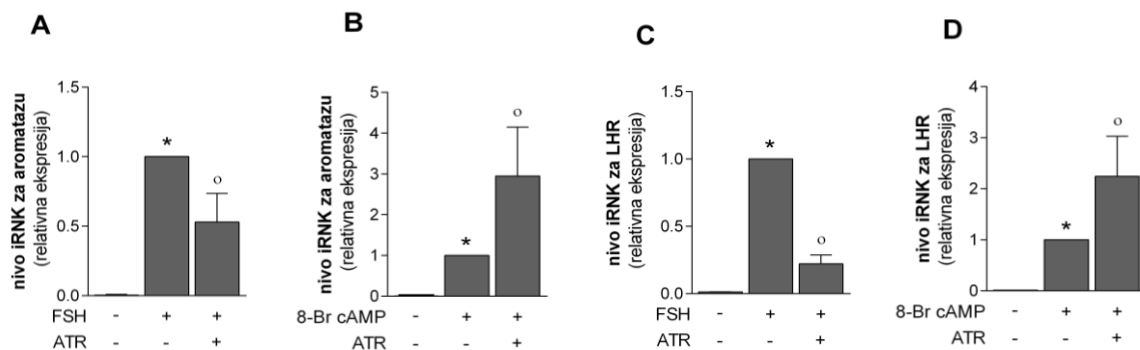 A
nivo iRNK za aromatazu
(relativna ekspresija)
1.5
1.0
0.5
0.0
*
o
FSH - + +
ATR - - +
B
nivo iRNK za aromatazu
(relativna ekspresija)
5
4
3
2
1
0
*
o
8-Br cAMP - + +
ATR - - +
C
nivo iRNK za LHR
(relativna ekspresija)
1.5
1.0
0.5
0.0
*
o
FSH - + +
ATR - - +
D
nivo iRNK za LHR
(relativna ekspresija)
4
3
2
1
0
*
o
8-Br cAMP - + +
ATR - - +